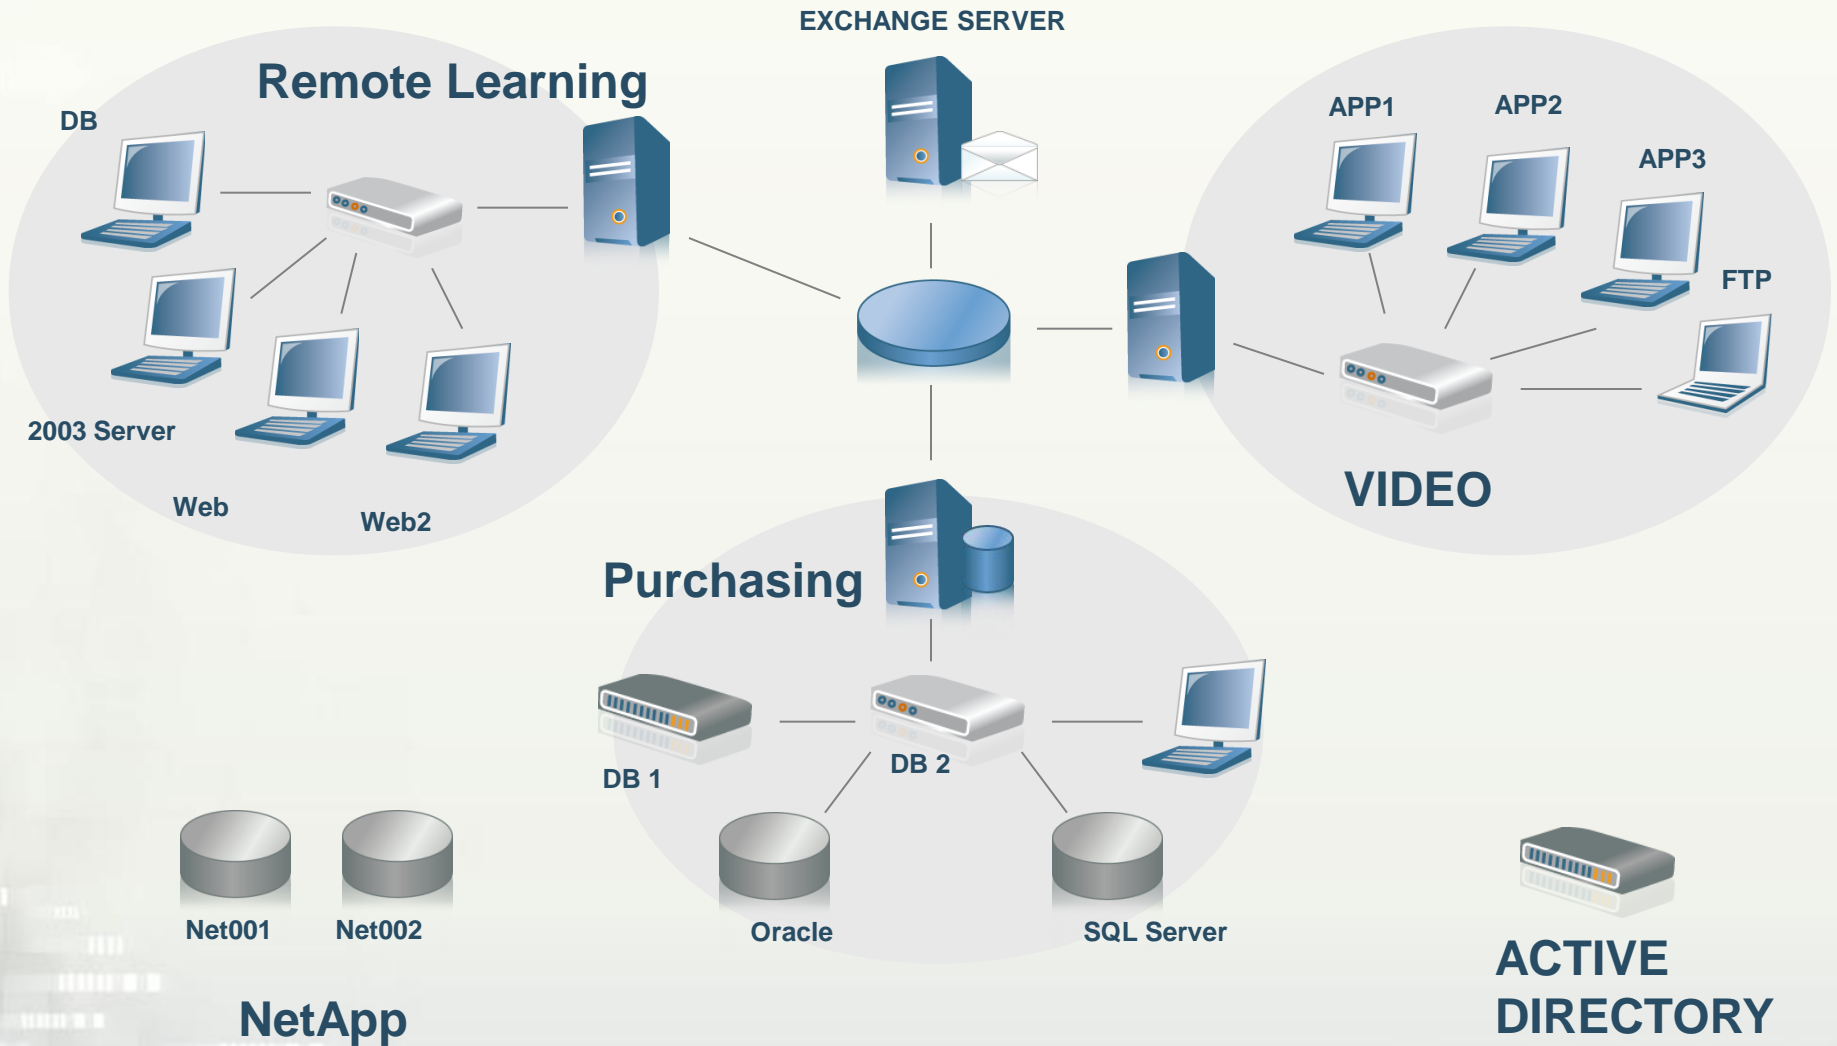 EXCHANGE SERVER
Remote Learning
DB
2003 Server
Web
Web2
APP1
APP2
APP3
FTP
VIDEO
Purchasing
DB 1
DB 2
Oracle
SQL Server
Net001
Net002
NetApp
ACTIVE
DIRECTORY